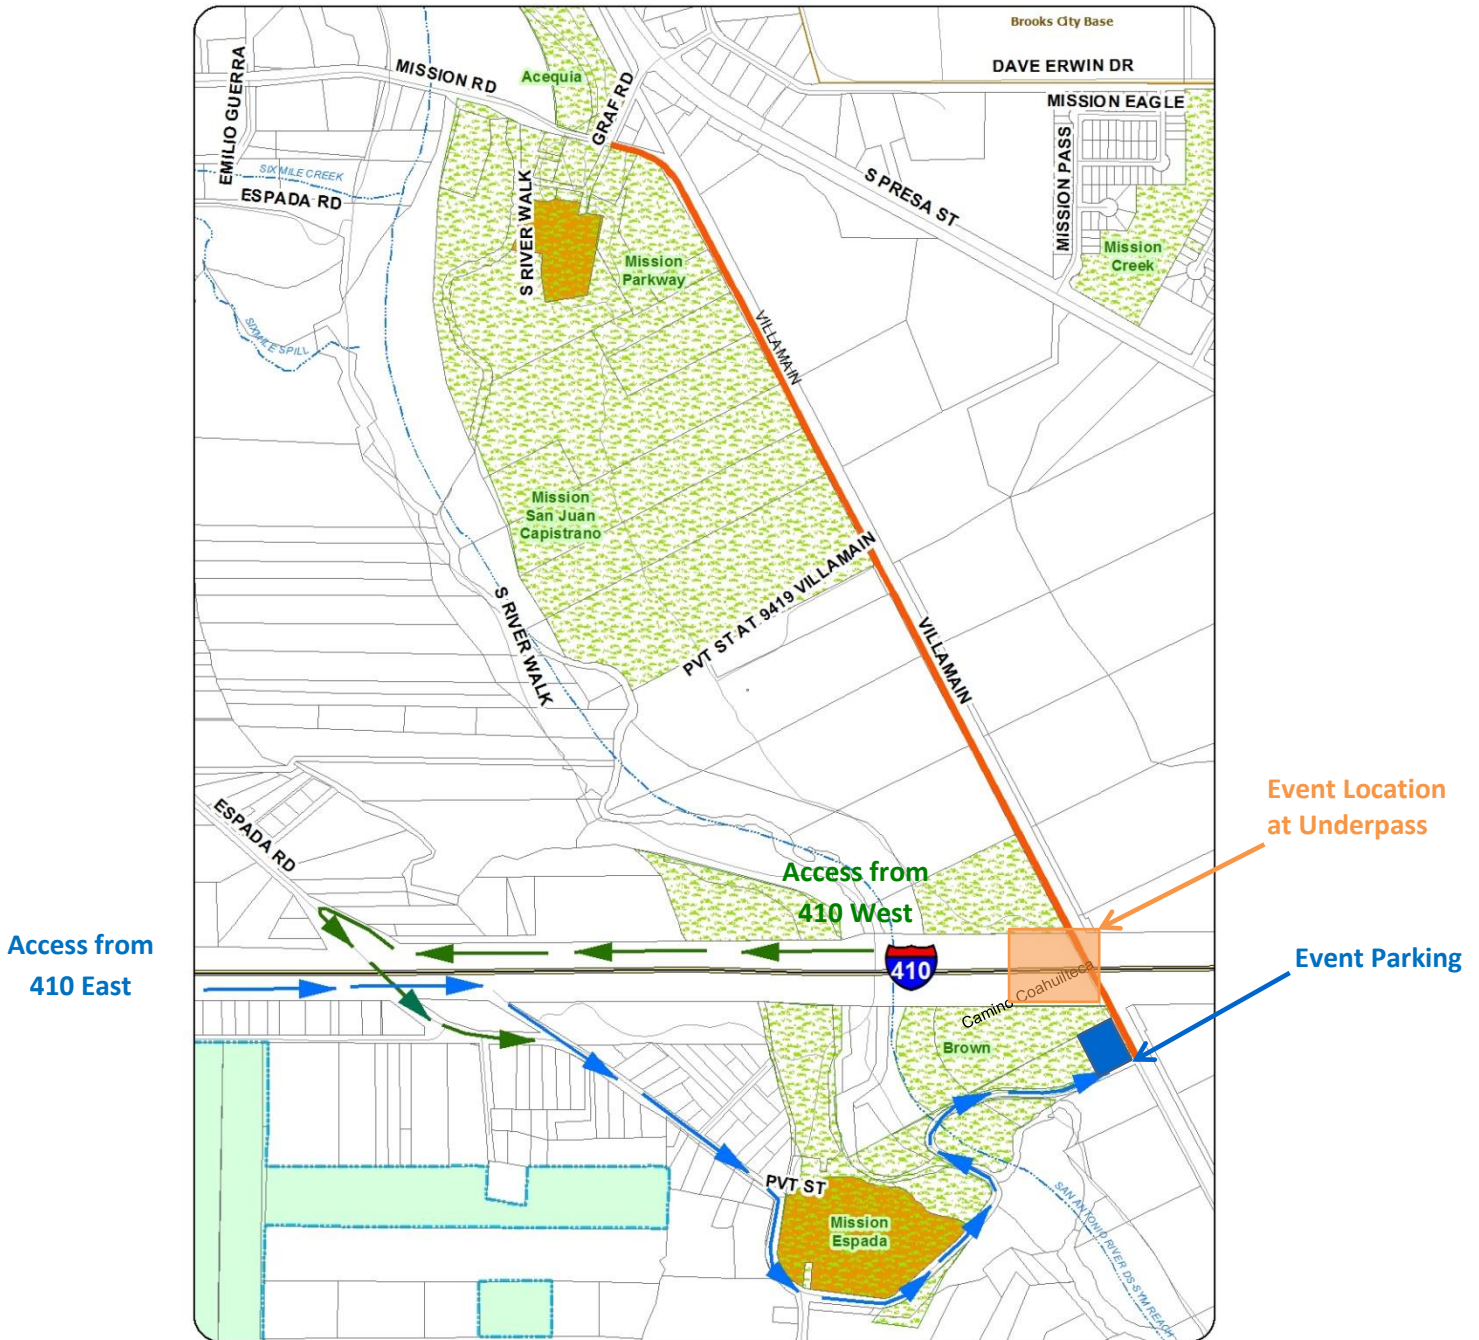 Brooks City Base
DAVE ERWIN DR
MISSION RD
Acequia
GRAF RD
EMILIO GUERRA
MISSION EAGLE
MISSION PASS
SIX MILE CREEK
ESPADA RD
S RIVER WALK
S PRESA ST
Mission
Parkway
Mission
Creek
SIXMILE SPILL
VILLAMAIN
Mission
San Juan
Capistrano
PVT ST AT 9419 VILLAMAIN
S RIVER WALK
VILLAMAIN
ESPADA RD
Event Location
at Underpass
Access from
410 West
Access from
410 East
410
Event Parking
Camino Coahuilteca
Brown
PVT ST
Mission
Espada
SAN ANTONIO RIVER DS-SYM REACH